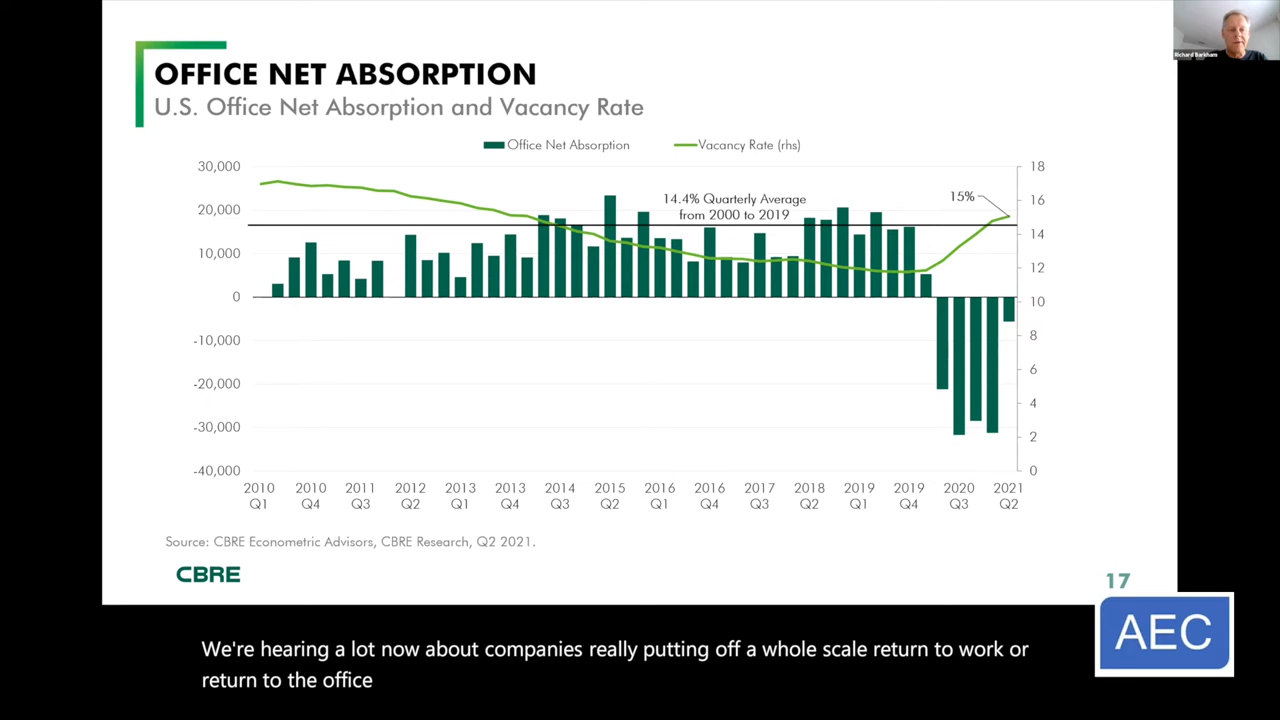 Richard Barkham
OFFICE NET ABSORPTION
U.S. Office Net Absorption and Vacancy Rate
Office Net Absorption
Vacancy Rate (rhs)
30,000
20,000
10,000
0
-10,000
-20,000
-30,000
-40,000
14.4% Quarterly Average
from 2000 to 2019
15%
18
16
14
12
10
8
6
4
2
0
2010 2010 2011 2012 2013 2013 2014 2015 2016 2016 2017 2018 2019 2019 2020 2021
Q1 Q4 Q3 Q2 Q1 Q4 Q3 Q2 Q1 Q4 Q3 Q2 Q1 Q4 Q3 Q2
Source: CBRE Econometric Advisors, CBRE Research, Q2 2021.
CBRE
17
AEC
We're hearing a lot now about companies really putting off a whole scale return to work or
return to the office